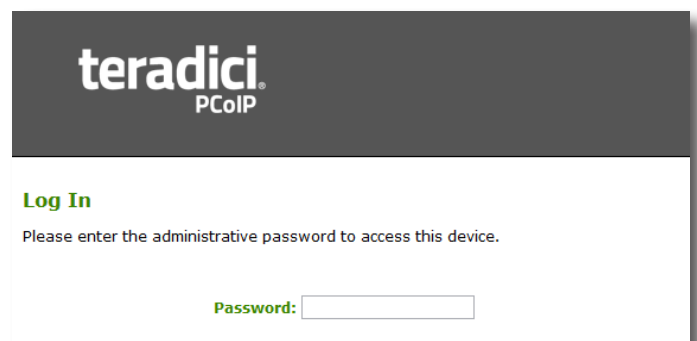 teradici
PCoIP
Log In
Please enter the administrative password to access this device.
Password: